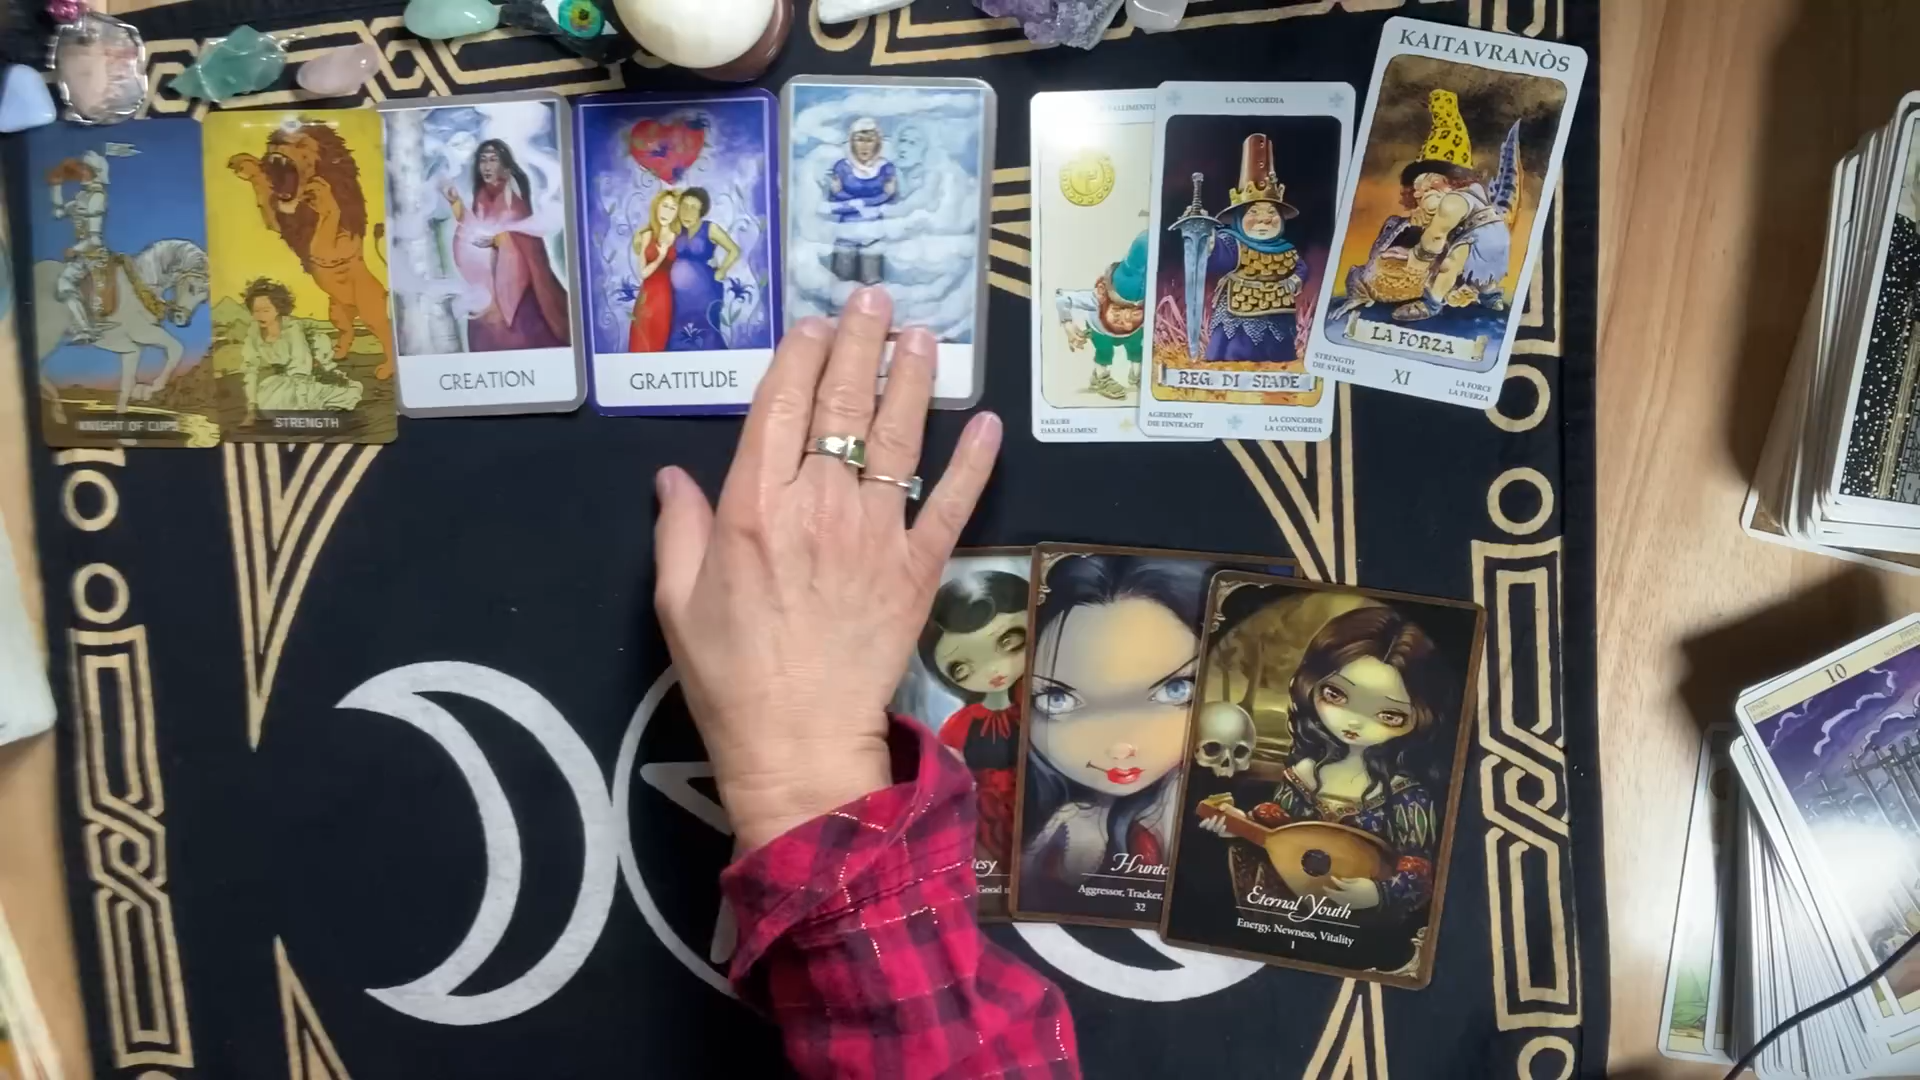 KNIGHT OF CUPS
STRENGTH
CREATION
GRATITUDE
FALLIMENTO
FAILURE
DAS FALLIMENT
LA CONCORDIA
REG. DI SPADE
AGREEMENT
DIE EINTRACHT
LA CONCORDE
LA CONCORDIA
KAITAVRANÒS
LA FORZA
STRENGTH
DIE STÄRKE
XI
LA FORCE
LA FUERZA
Aggressor, Tracker,
32
Eternal Youth
Energy, Newness, Vitality
1
10